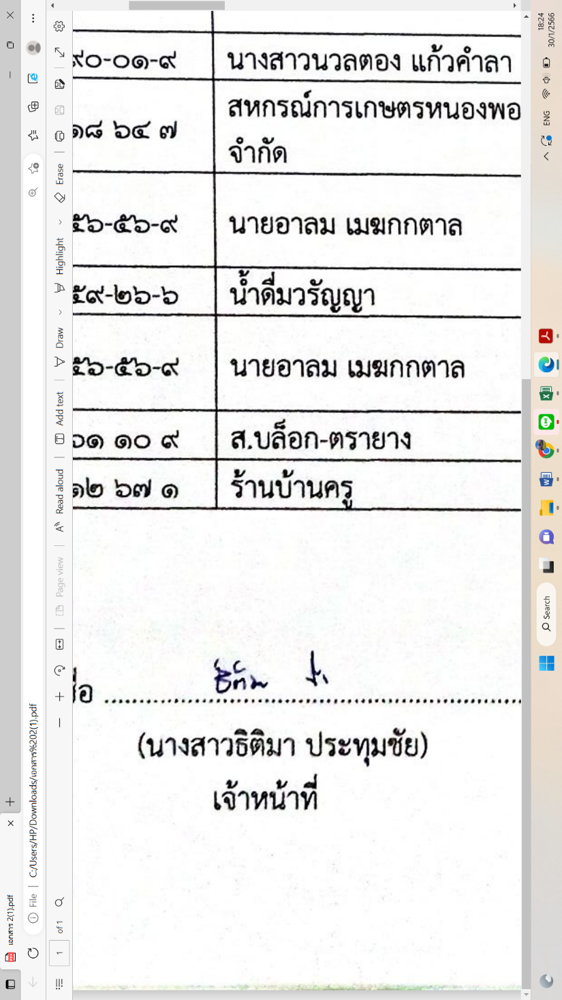 18:24
30/1/2566
ENG
Search
เอกสาร 2(1).pdf
File | C:/Users/HP/Downloads/เอกสาร%202(1).pdf
1 of 1
Page view
Read aloud
Add text
Draw
Highlight
Erase
๙๐-๐๑-๙ นางสาวนวลตอง แก้วคำลา
๑๘ ๖๔ ๗ สหกรณ์การเกษตรหนองพอ
จำกัด
๕๖-๕๖-๙ นายอาลม เมฆกกตาล
๕๙-๒๖-๖ น้ำดื่มวรัญญา
๕๖-๕๖-๙ นายอาลม เมฆกกตาล
๐๑ ๑๐ ๙ ส.บล็อก-ตรายาง
๑๒ ๖๗ ๑ ร้านบ้านครู
ชื่อ
(นางสาวธิติมา ประทุมชัย)
เจ้าหน้าที่